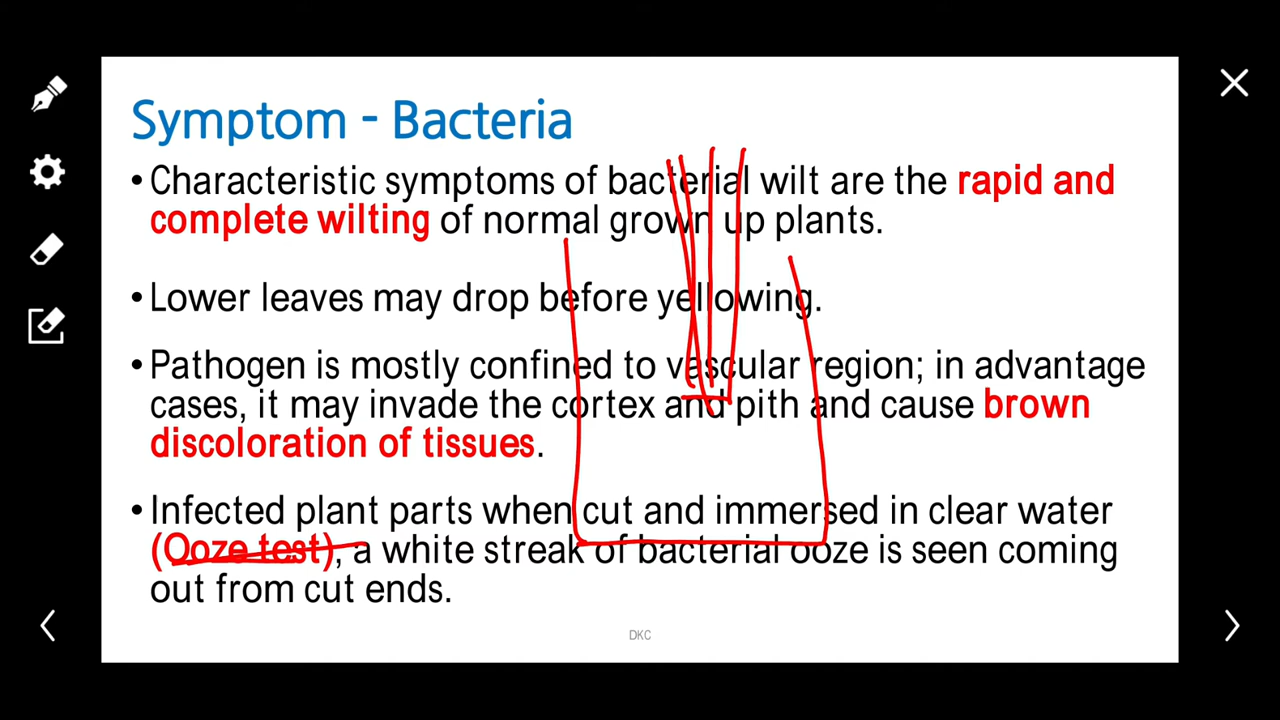 Symptom - Bacteria
• Characteristic symptoms of bacterial wilt are the rapid and
complete wilting of normal grown up plants.
• Lower leaves may drop before yellowing.
• Pathogen is mostly confined to vascular region; in advantage
cases, it may invade the cortex and pith and cause brown
discoloration of tissues.
• Infected plant parts when cut and immersed in clear water
(Ooze test), a white streak of bacterial ooze is seen coming
out from cut ends.
DKC